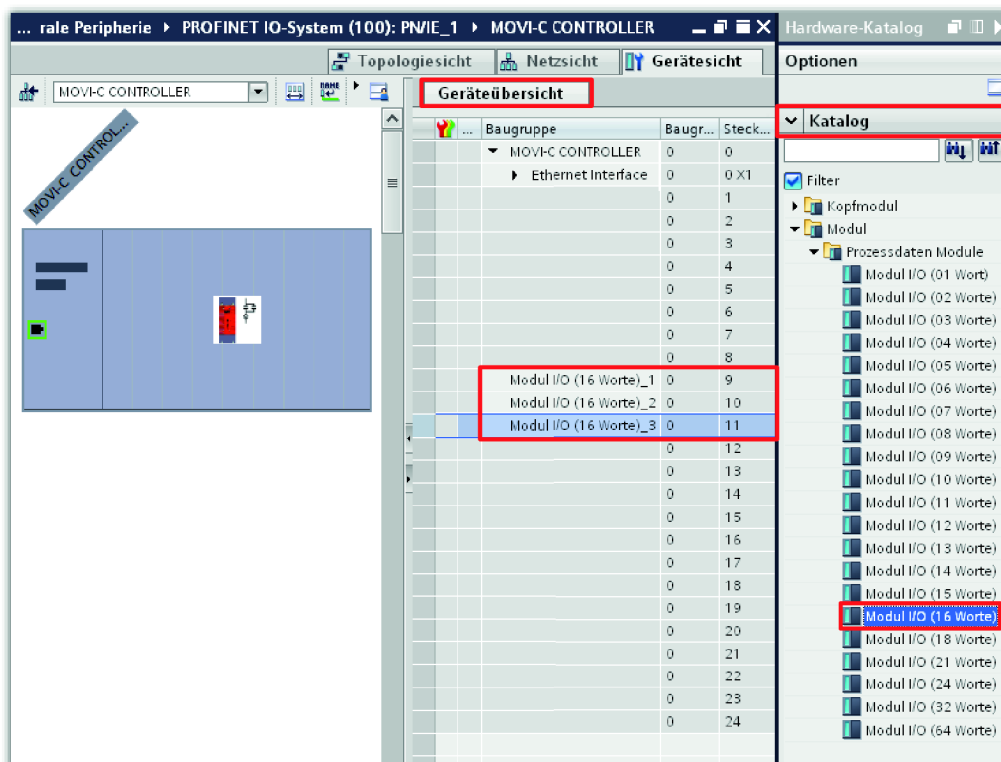 ... rale Peripherie ▸ PROFINET IO-System (100): PN/IE_1 ▸ MOVI-C CONTROLLER
Topologiesicht Netzsicht Gerätesicht
MOVI-C CONTROLLER
MOVI-C CONTROL...
Geräteübersicht
... Baugruppe Baugr... Steck...
MOVI-C CONTROLLER 0 0
Ethernet Interface 0 0 X1
0 1
0 2
0 3
0 4
0 5
0 6
0 7
0 8
Modul I/O (16 Worte)_1 0 9
Modul I/O (16 Worte)_2 0 10
Modul I/O (16 Worte)_3 0 11
0 12
0 13
0 14
0 15
0 16
0 17
0 18
0 19
0 20
0 21
0 22
0 23
0 24
Hardware-Katalog
Optionen
Katalog
Filter
Kopfmodul
Modul
Prozessdaten Module
Modul I/O (01 Wort)
Modul I/O (02 Worte)
Modul I/O (03 Worte)
Modul I/O (04 Worte)
Modul I/O (05 Worte)
Modul I/O (06 Worte)
Modul I/O (07 Worte)
Modul I/O (08 Worte)
Modul I/O (09 Worte)
Modul I/O (10 Worte)
Modul I/O (11 Worte)
Modul I/O (12 Worte)
Modul I/O (13 Worte)
Modul I/O (14 Worte)
Modul I/O (15 Worte)
Modul I/O (16 Worte)
Modul I/O (18 Worte)
Modul I/O (21 Worte)
Modul I/O (24 Worte)
Modul I/O (32 Worte)
Modul I/O (64 Worte)